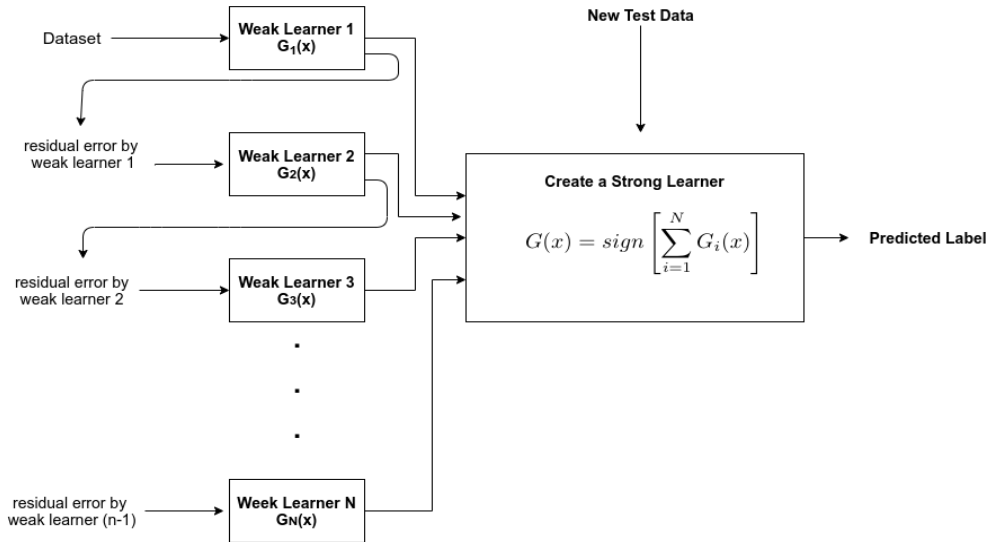 New Test Data
Dataset
Weak Learner 1
G₁(x)
residual error by
weak learner 1
Weak Learner 2
G₂(x)
Create a Strong Learner
G(x) = sign [ \sum_{i=1}^{N} G_i(x) ]
Predicted Label
residual error by
weak learner 2
Weak Learner 3
G₃(x)
residual error by
weak learner (n-1)
Week Learner N
GN(x)